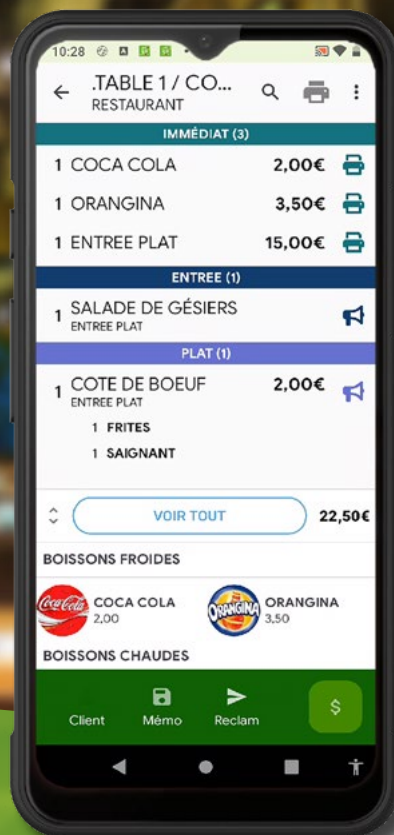 10:28
.TABLE 1 / CO...
RESTAURANT
IMMÉDIAT (3)
1 COCA COLA 2,00€
1 ORANGINA 3,50€
1 ENTREE PLAT 15,00€
ENTREE (1)
1 SALADE DE GÉSIERS
ENTREE PLAT
PLAT (1)
1 COTE DE BOEUF 2,00€
ENTREE PLAT
1 FRITES
1 SAIGNANT
VOIR TOUT 22,50€
BOISSONS FROIDES
Coca-Cola COCA COLA ORANGINA ORANGINA
2,00 3,50
BOISSONS CHAUDES
$
Client Mémo Reclam